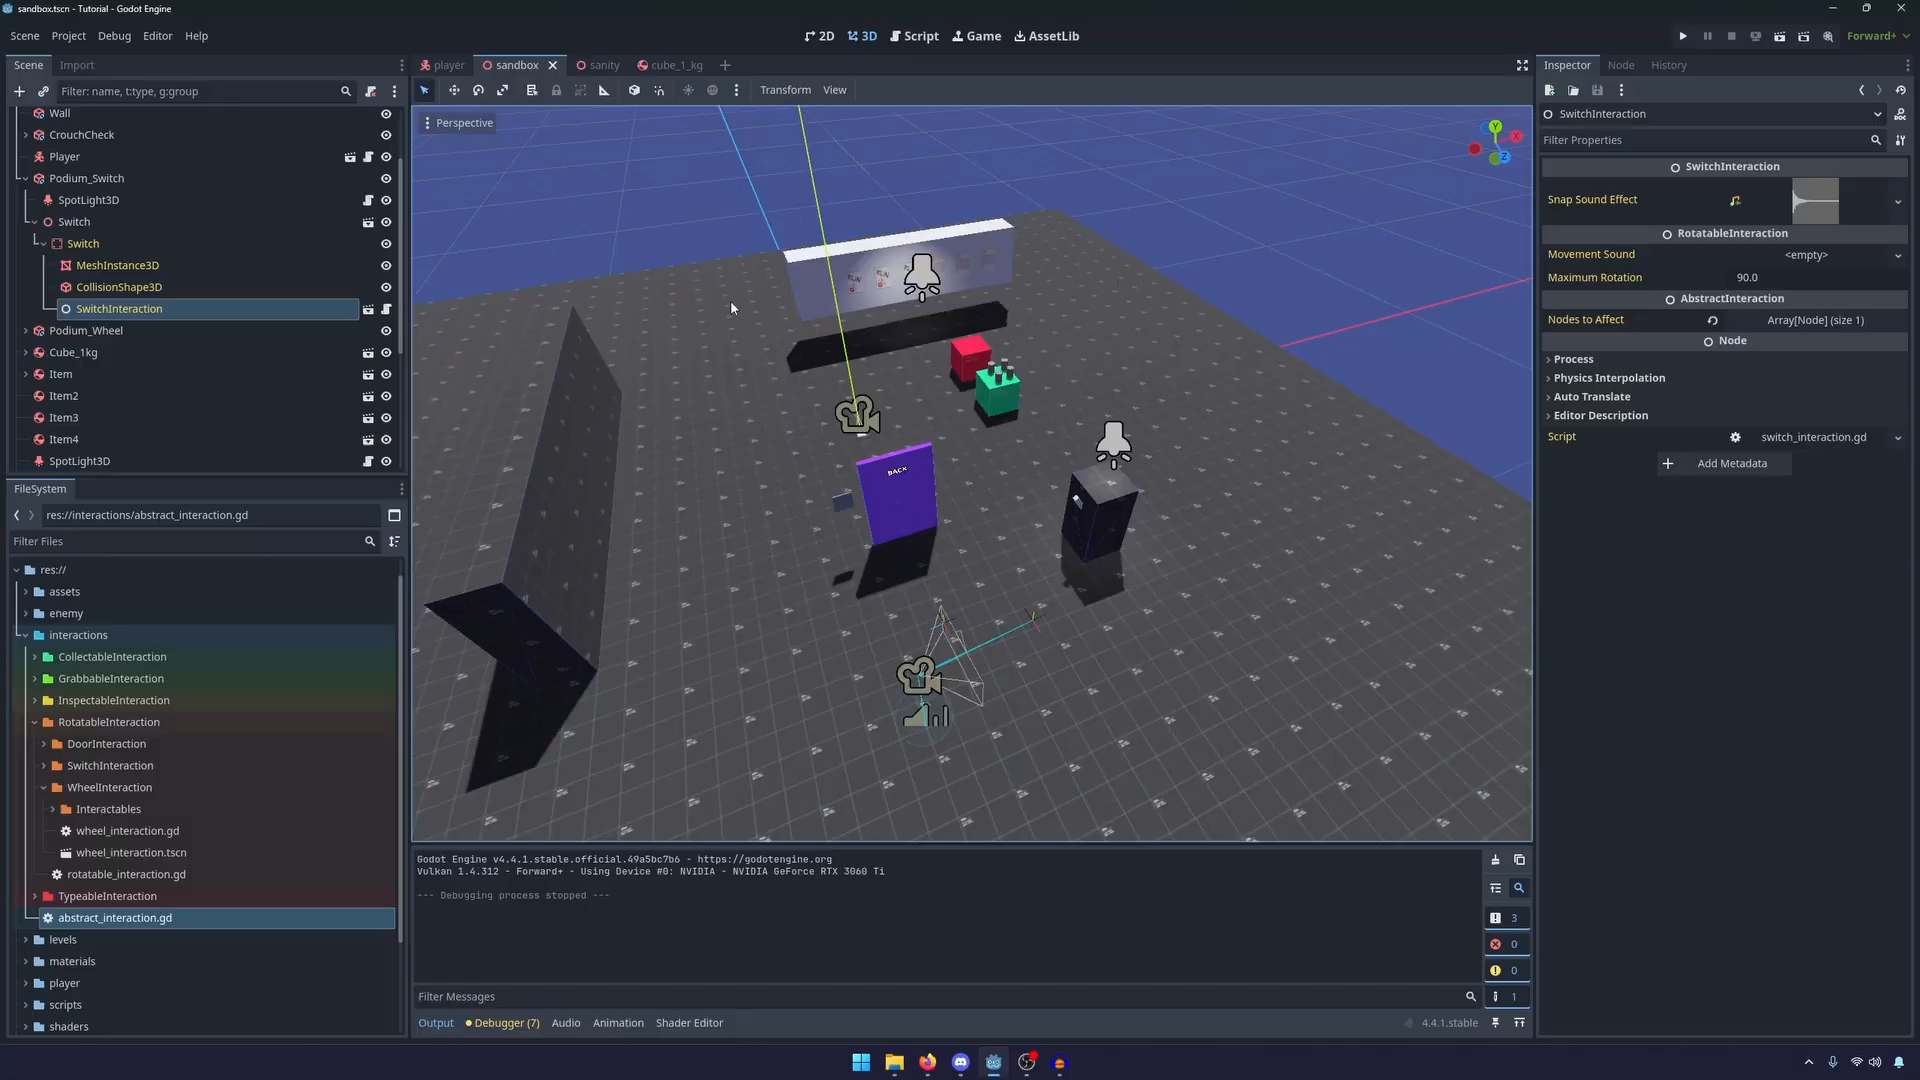 sandbox.tscn - Tutorial - Godot Engine
Scene Project Debug Editor Help
2D 3D Script Game AssetLib
Forward+
Scene Import
Filter: name, t:type, g:group
Wall
CrouchCheck
Player
Podium_Switch
SpotLight3D
Switch
Switch
MeshInstance3D
CollisionShape3D
SwitchInteraction
Podium_Wheel
Cube_1kg
Item
Item2
Item3
Item4
SpotLight3D
FileSystem
res://interactions/abstract_interaction.gd
Filter Files
res://
assets
enemy
interactions
CollectableInteraction
GrabbableInteraction
InspectableInteraction
RotatableInteraction
DoorInteraction
SwitchInteraction
WheelInteraction
Interactables
wheel_interaction.gd
wheel_interaction.tscn
rotatable_interaction.gd
TypeableInteraction
abstract_interaction.gd
levels
materials
player
scripts
shaders
player sandbox sanity cube_1_kg
Transform View
Perspective
Y
X
Z
BACK
Godot Engine v4.4.1.stable.official.49a5bc7b6 - https://godotengine.org
Vulkan 1.4.312 - Forward+ - Using Device #0: NVIDIA - NVIDIA GeForce RTX 3060 Ti
--- Debugging process stopped ---
3
0
0
1
Filter Messages
Output Debugger (7) Audio Animation Shader Editor
4.4.1.stable
Inspector Node History
SwitchInteraction
Filter Properties
SwitchInteraction
Snap Sound Effect
RotatableInteraction
Movement Sound <empty>
Maximum Rotation 90.0
AbstractInteraction
Nodes to Affect Array[Node] (size 1)
Node
Process
Physics Interpolation
Auto Translate
Editor Description
Script switch_interaction.gd
Add Metadata